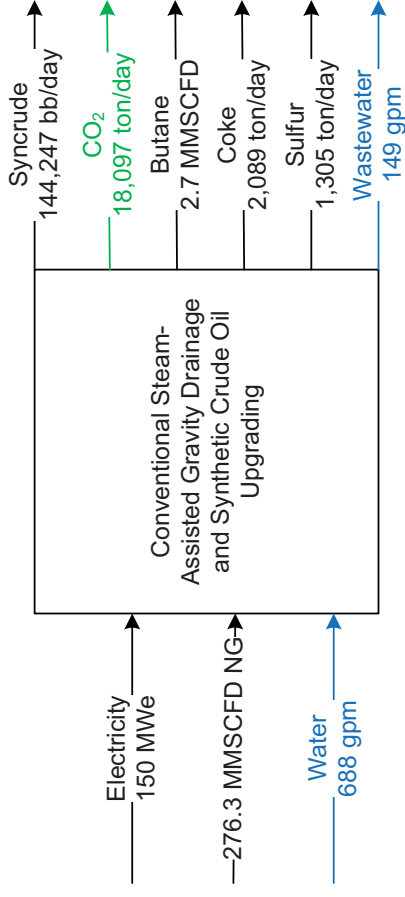 Electricity
150 MWe
276.3 MMSCFD NG
Water
688 gpm
Conventional Steam-
Assisted Gravity Drainage
and Synthetic Crude Oil
Upgrading
Syncrude
144,247 bb/day
CO₂
18,097 ton/day
Butane
2.7 MMSCFD
Coke
2,089 ton/day
Sulfur
1,305 ton/day
Wastewater
149 gpm